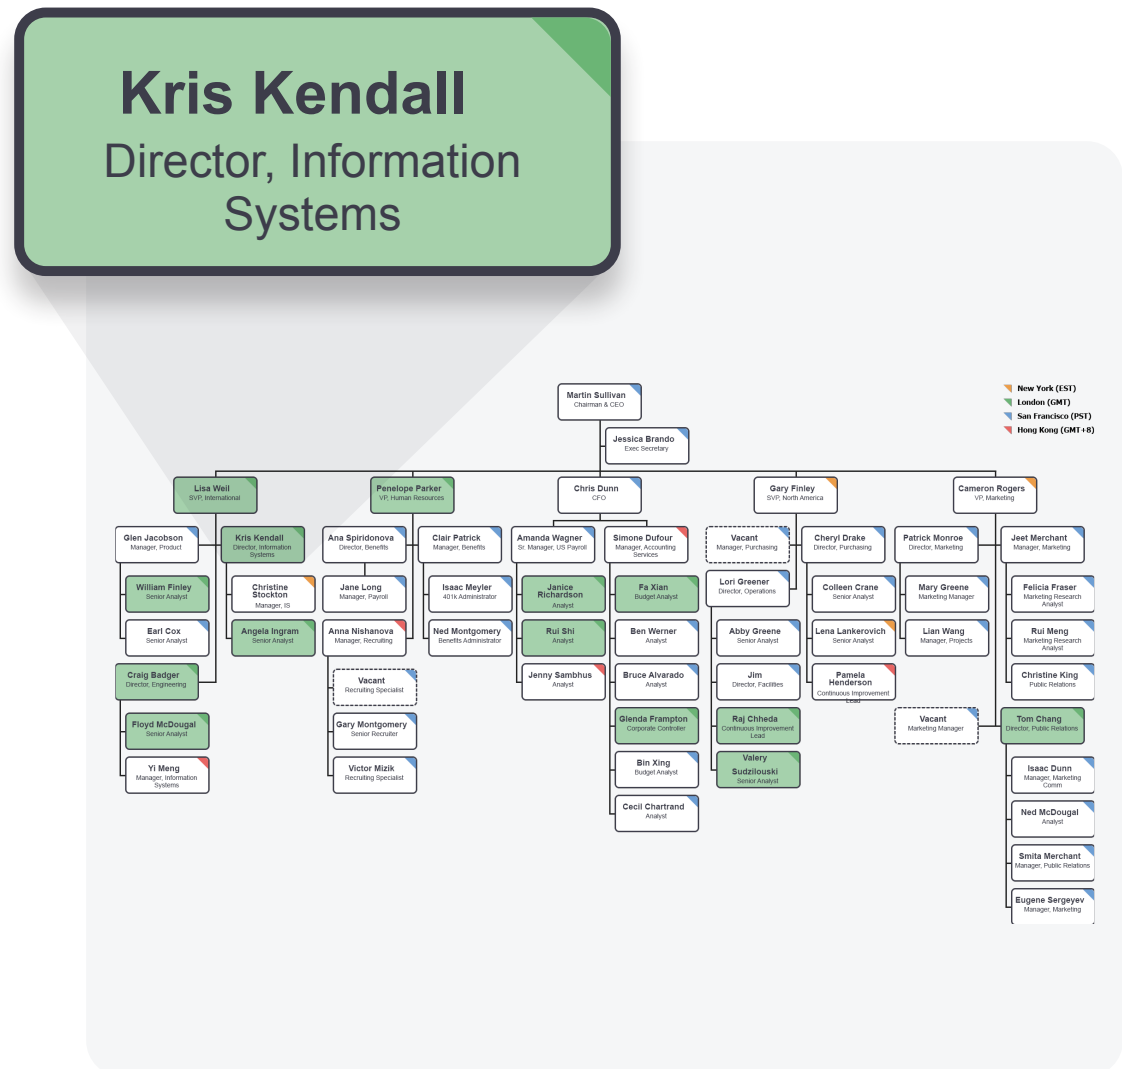 Kris Kendall
Director, Information
Systems
Martin Sullivan
Chairman & CEO
New York (EST)
London (GMT)
San Francisco (PST)
Hong Kong (GMT+8)
Jessica Brando
Exec Secretary
Lisa Weil
SVP, International
Penelope Parker
VP, Human Resources
Chris Dunn
CFO
Gary Finley
SVP, North America
Cameron Rogers
VP, Marketing
Glen Jacobson
Manager, Product
Kris Kendall
Director, Information
Systems
Ana Spiridonova
Director, Benefits
Clair Patrick
Manager, Benefits
Amanda Wagner
Sr. Manager, US Payroll
Simone Dufour
Manager, Accounting
Services
Vacant
Manager, Purchasing
Cheryl Drake
Director, Purchasing
Patrick Monroe
Director, Marketing
Jeet Merchant
Manager, Marketing
William Finley
Senior Analyst
Christine
Stockton
Manager, IS
Jane Long
Manager, Payroll
Isaac Meyler
401k Administrator
Janice
Richardson
Analyst
Fa Xian
Budget Analyst
Lori Greener
Director, Operations
Colleen Crane
Senior Analyst
Mary Greene
Marketing Manager
Felicia Fraser
Marketing Research
Analyst
Earl Cox
Senior Analyst
Angela Ingram
Senior Analyst
Anna Nishanova
Manager, Recruiting
Ned Montgomery
Benefits Administrator
Rui Shi
Analyst
Ben Werner
Analyst
Abby Greene
Senior Analyst
Lena Lankerovich
Senior Analyst
Lian Wang
Manager, Projects
Rui Meng
Marketing Research
Analyst
Craig Badger
Director, Engineering
Vacant
Recruiting Specialist
Jenny Sambhus
Analyst
Bruce Alvarado
Analyst
Jim
Director, Facilities
Pamela
Henderson
Continuous Improvement
Lead
Christine King
Public Relations
Floyd McDougal
Senior Analyst
Gary Montgomery
Senior Recruiter
Glenda Frampton
Corporate Controller
Raj Chheda
Continuous Improvement
Lead
Vacant
Marketing Manager
Tom Chang
Director, Public Relations
Yi Meng
Manager, Information
Systems
Victor Mizik
Recruiting Specialist
Bin Xing
Budget Analyst
Valery
Sudzilouski
Senior Analyst
Isaac Dunn
Manager, Marketing
Comm
Cecil Chartrand
Analyst
Ned McDougal
Analyst
Smita Merchant
Manager, Public Relations
Eugene Sergeyev
Manager, Marketing